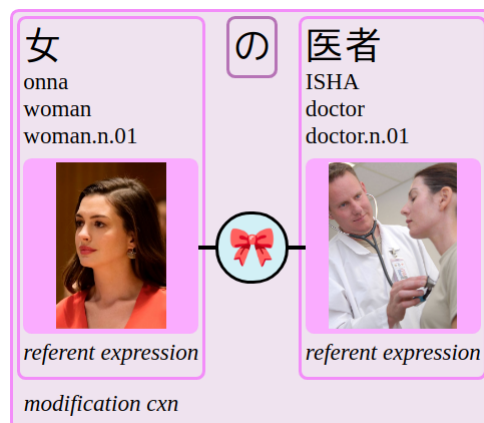 女
onna
woman
woman.n.01
referent expression
の
医者
ISHA
doctor
doctor.n.01
referent expression
modification cxn